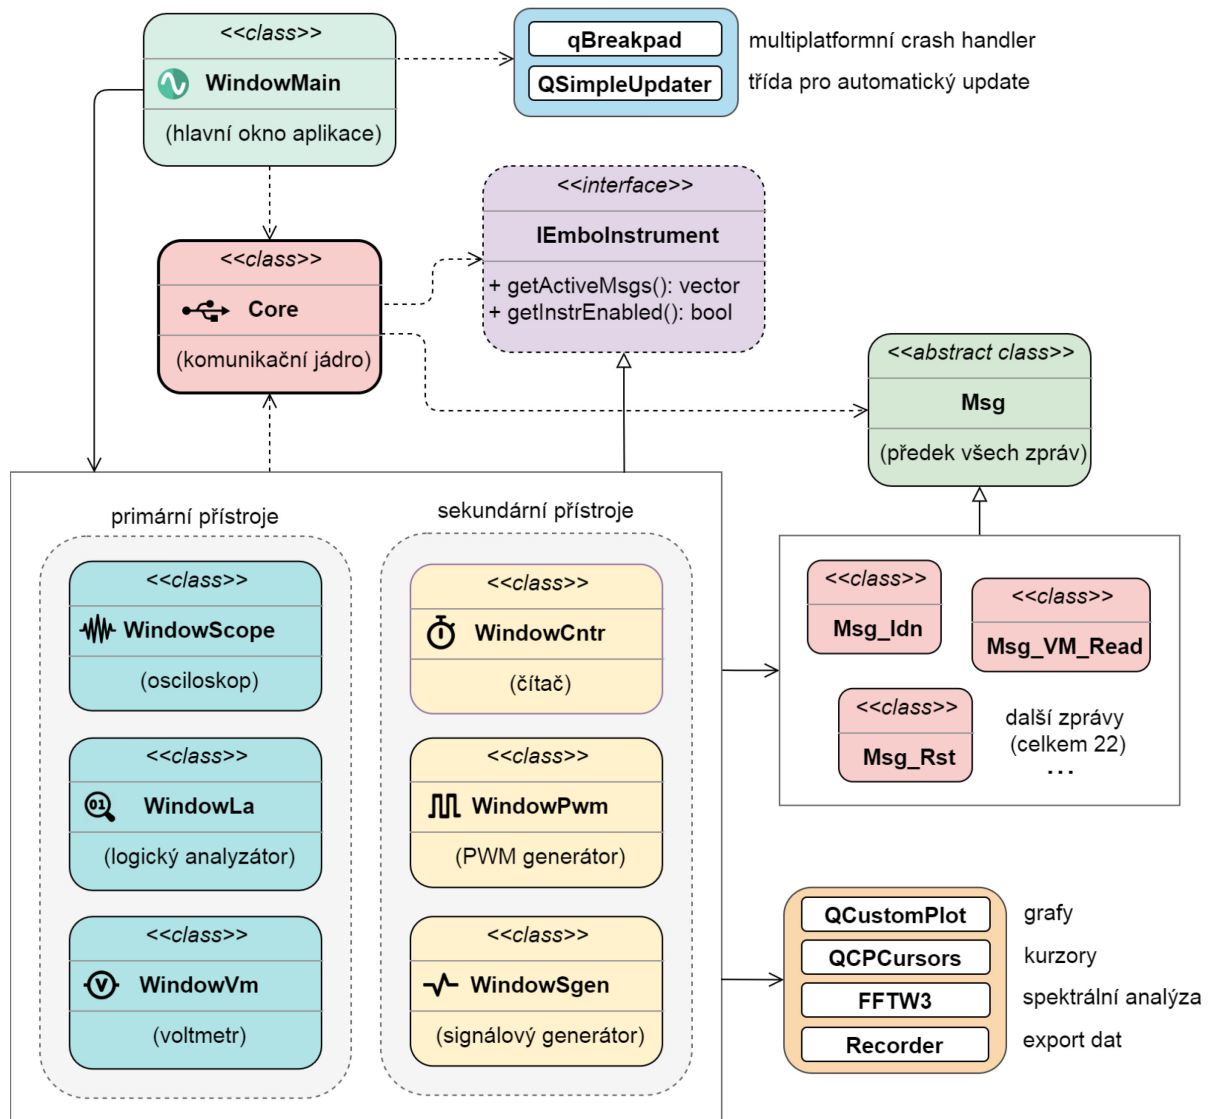 <<class>>
WindowMain
(hlavní okno aplikace)
qBreakpad
multiplatformní crash handler
QSimpleUpdater
třída pro automatický update
<<class>>
Core
(komunikační jádro)
<<interface>>
IEmboInstrument
+ getActiveMsgs(): vector
+ getInstrEnabled(): bool
<<abstract class>>
Msg
(předek všech zpráv)
primární přístroje
<<class>>
WindowScope
(osciloskop)
<<class>>
01
WindowLa
(logický analyzátor)
<<class>>
V
WindowVm
(voltmetr)
sekundární přístroje
<<class>>
WindowCntr
(čítač)
<<class>>
WindowPwm
(PWM generátor)
<<class>>
WindowSgen
(signálový generátor)
<<class>>
Msg_Idn
<<class>>
Msg_VM_Read
<<class>>
Msg_Rst
další zprávy
(celkem 22)
...
QCustomPlot
grafy
QCPCursors
kurzory
FFTW3
spektrální analýza
Recorder
export dat